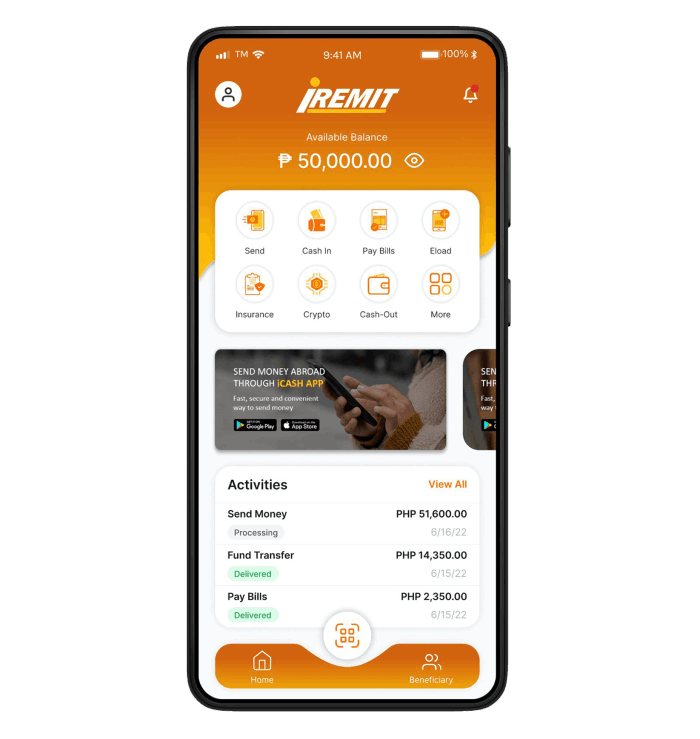 TM
9:41 AM
100%
iREMIT
Available Balance
₱ 50,000.00
Send
Cash In
Pay Bills
Eload
Insurance
Crypto
Cash-Out
More
SEND MONEY ABROAD
THROUGH iCASH APP
Fast, secure and convenient
way to send money
Google Play
App Store
SEN
THR
Fast,
way
Activities
View All
Send Money
PHP 51,600.00
Processing
6/16/22
Fund Transfer
PHP 14,350.00
Delivered
6/15/22
Pay Bills
PHP 2,350.00
Delivered
6/15/22
Home
Beneficiary